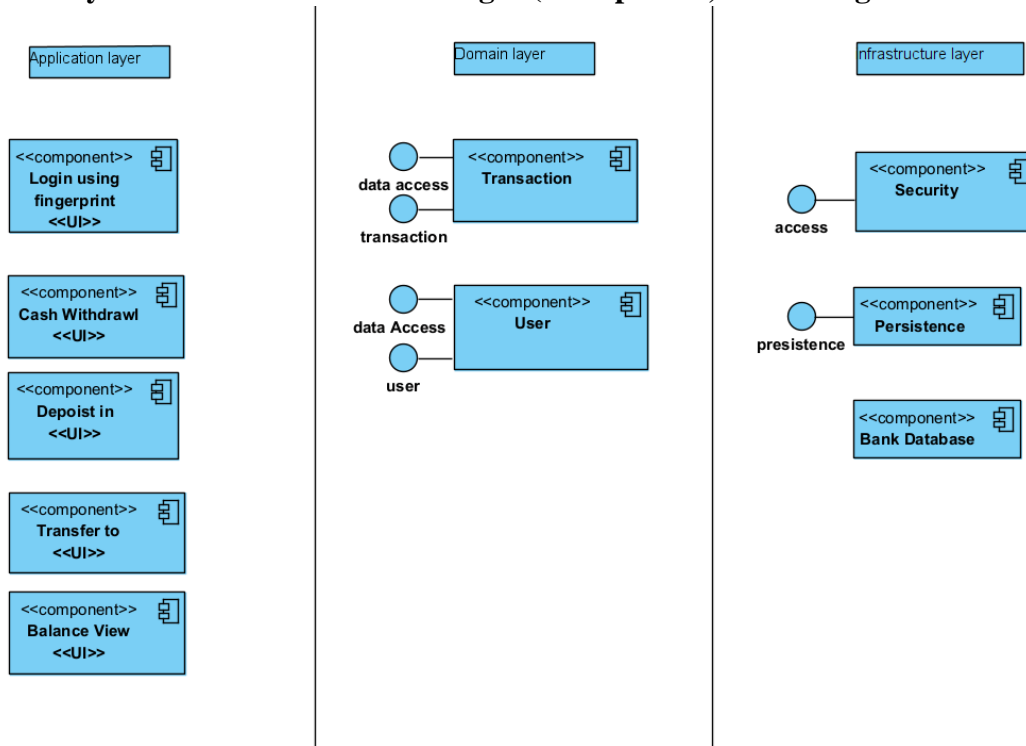 Application layer
Domain layer
nfrastructure layer
<<component>>
Login using
fingerprint
<<UI>>
<<component>>
Cash Withdrawl
<<UI>>
<<component>>
Depoist in
<<UI>>
<<component>>
Transfer to
<<UI>>
<<component>>
Balance View
<<UI>>
data access
transaction
<<component>>
Transaction
data Access
user
<<component>>
User
access
<<component>>
Security
presistence
<<component>>
Persistence
<<component>>
Bank Database